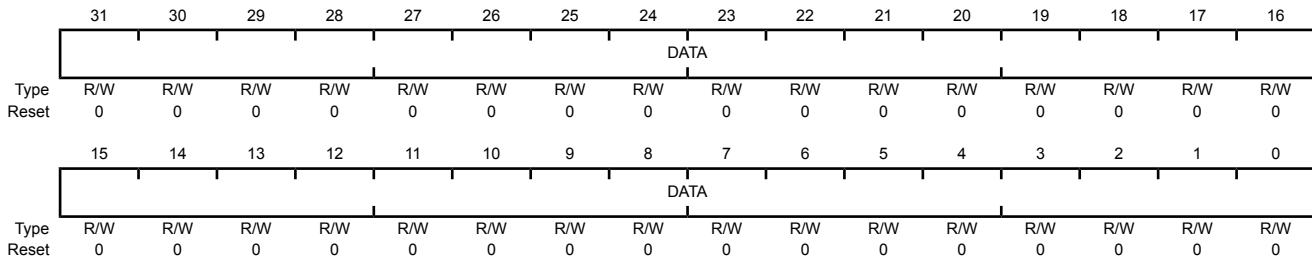 31 30 29 28 27 26 25 24 23 22 21 20 19 18 17 16
DATA
Type R/W R/W R/W R/W R/W R/W R/W R/W R/W R/W R/W R/W R/W R/W R/W R/W
Reset 0 0 0 0 0 0 0 0 0 0 0 0 0 0 0 0
15 14 13 12 11 10 9 8 7 6 5 4 3 2 1 0
DATA
Type R/W R/W R/W R/W R/W R/W R/W R/W R/W R/W R/W R/W R/W R/W R/W R/W
Reset 0 0 0 0 0 0 0 0 0 0 0 0 0 0 0 0